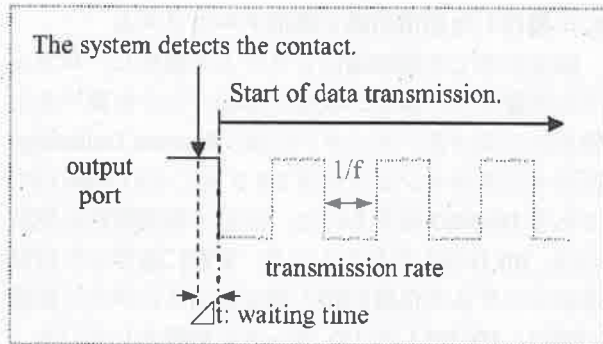 The system detects the contact.
Start of data transmission.
output
port
1/f
transmission rate
⊿t: waiting time